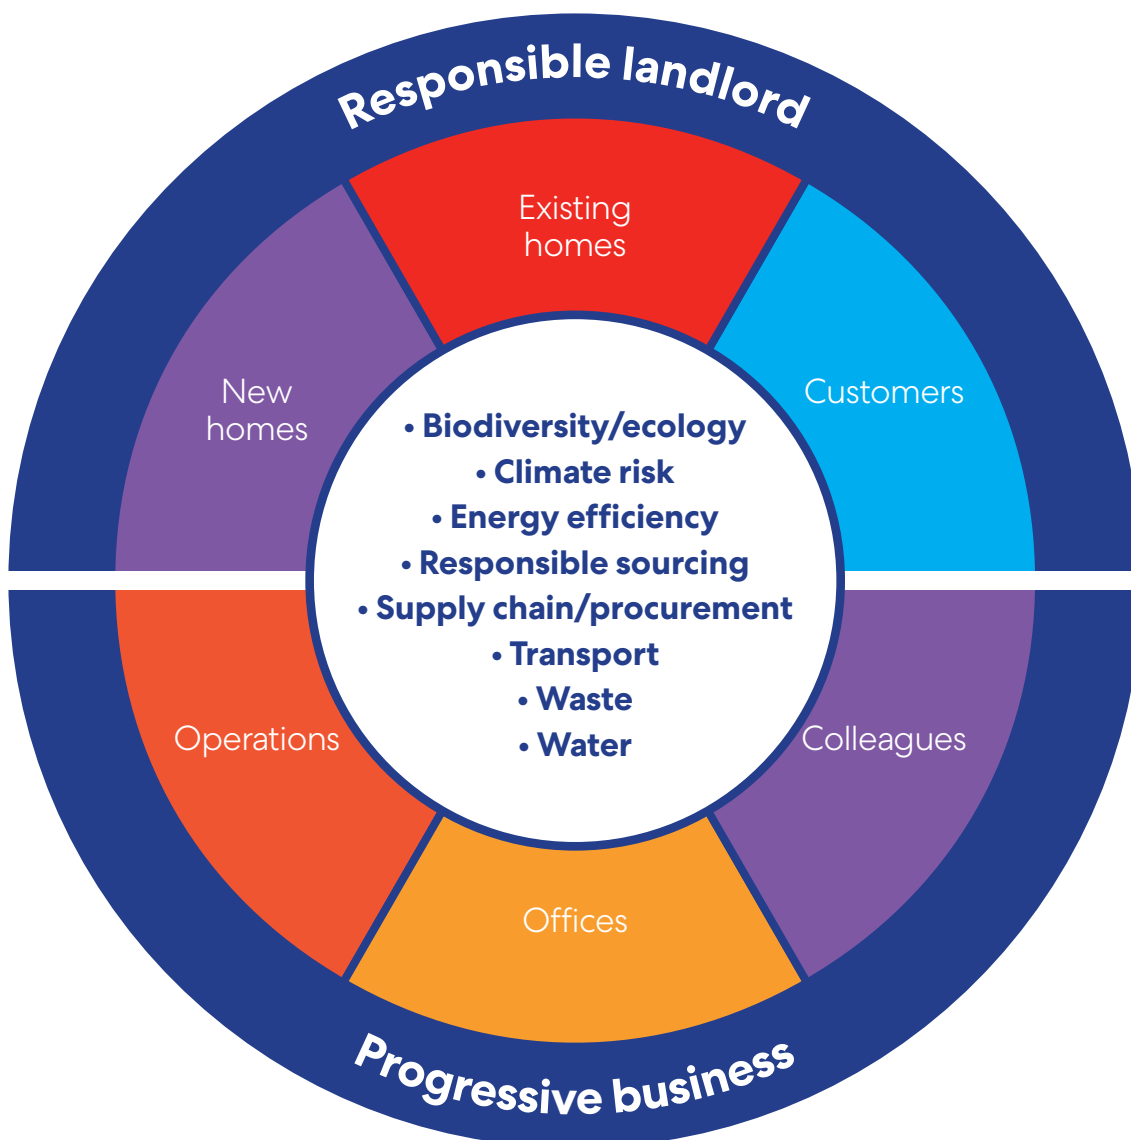 Responsible landlord
Existing
homes
New
homes
Customers
• Biodiversity/ecology
• Climate risk
• Energy efficiency
• Responsible sourcing
• Supply chain/procurement
• Transport
• Waste
• Water
Operations
Colleagues
Offices
Progressive business